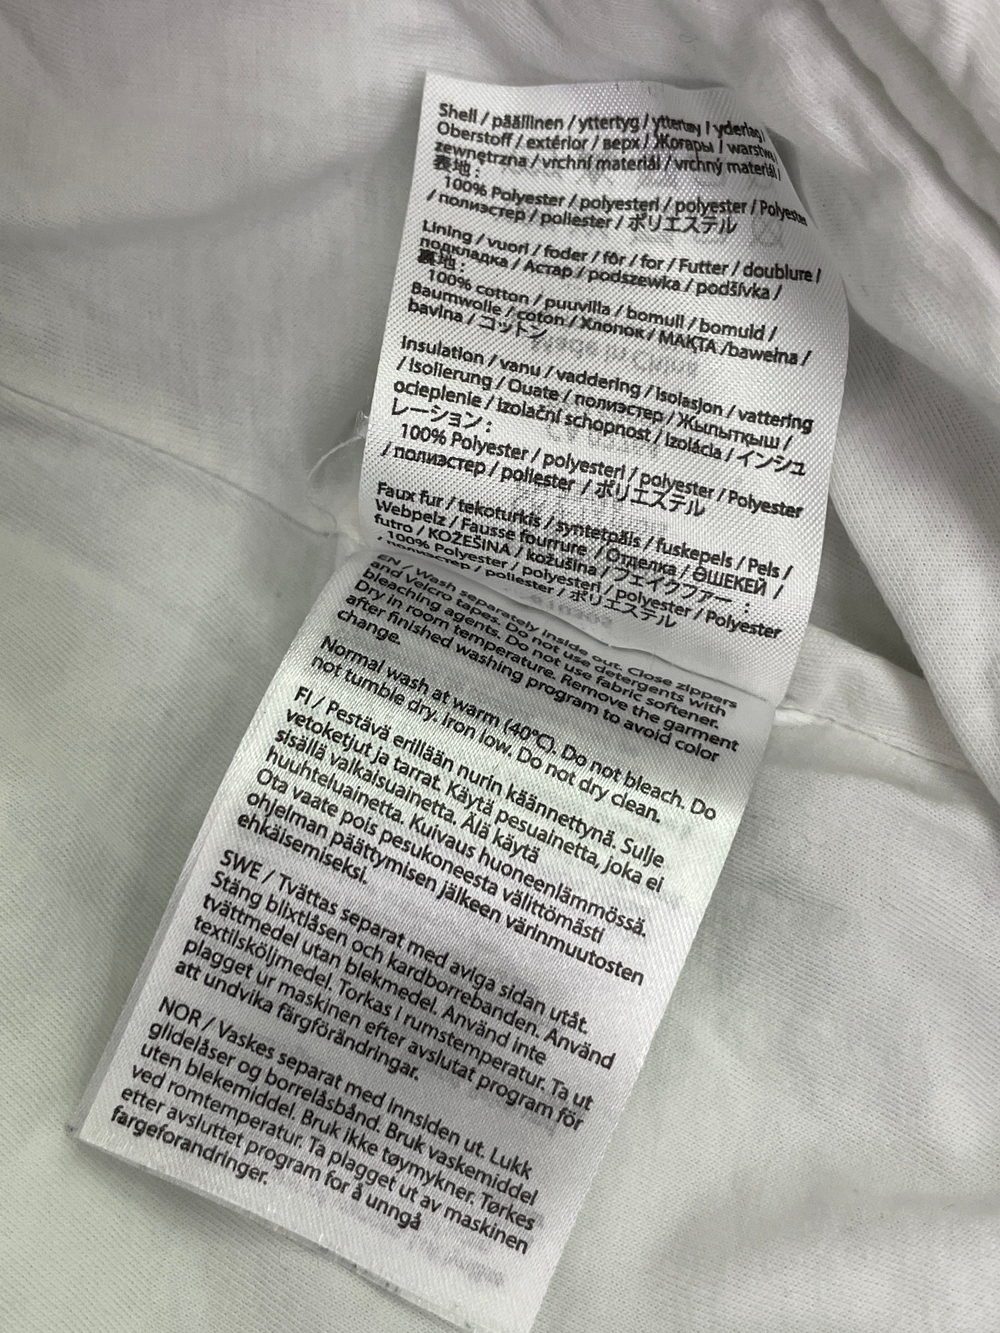 Shell / päällinen / yttertyg / yttertøy / yderlag /
Oberstoff / extérior / верх / Жоғарғы / warstwa
zewnętrzna / vrchní materiál / vrchný materiál /
表地 :
100% Polyester / polyesteri / polyester / Polyester
/ полиэстер / poliester / ポリエステル
Lining / vuori / foder / fôr / for / Futter / doublure /
подкладка / Астар / podszewka / podšívka /
裏地 :
100% cotton / puuvilla / bomull / bomuld /
Baumwolle / coton / Хлопок / МАҚТА /bawełna /
bavlna / コットン
Insulation / vanu / vaddering / isolasjon / vattering
/ Isolierung / Ouate / полиэстер / Жылытқыш /
ocieplenie / izolační schopnost / izolácia / インシュ
レーション :
100% Polyester / polyesteri / polyester / Polyester
/ полиэстер / poliester / ポリエステル
Faux fur / tekoturkis / syntetpäls / fuskepels / Pels /
Webpelz / Fausse fourrure / Отделка / ӘШЕКЕЙ /
futro / KOŽEŠINA / kožušina / フェイクファー :
100% Polyester / polyesteri / polyester / Polyester
/ полиэстер / poliester / ポリエステル
EN / Wash separately inside out. Close zippers
and velcro tapes. Do not use detergents with
bleaching agents. Do not use fabric softener.
Dry in room temperature. Remove the garment
after finished washing program to avoid color
change.
Normal wash at warm (40°C). Do not bleach. Do
not tumble dry. Iron low. Do not dry clean.
FI / Pestävä erillään nurin käännettynä. Sulje
vetoketjut ja tarrat. Käytä pesuainetta, joka ei
sisällä valkaisuainetta. Älä käytä
huuhteluainetta. Kuivaus huoneenlämmössä.
Ota vaate pois pesukoneesta välittömästi
ohjelman päättymisen jälkeen värinmuutosten
ehkäisemiseksi.
SWE / Tvättas separat med aviga sidan utåt.
Stäng blixtlåsen och kardborrebanden. Använd
tvättmedel utan blekmedel. Använd inte
textilsköljmedel. Torkas i rumstemperatur. Ta ut
plagget ur maskinen efter avslutat program för
att undvika färgförändringar.
NOR / Vaskes separat med innsiden ut. Lukk
glidelåser og borrelåsbånd. Bruk vaskemiddel
uten blekemiddel. Bruk ikke tøymykner. Tørkes
ved romtemperatur. Ta plagget ut av maskinen
etter avsluttet program for å unngå
fargeforandringer.